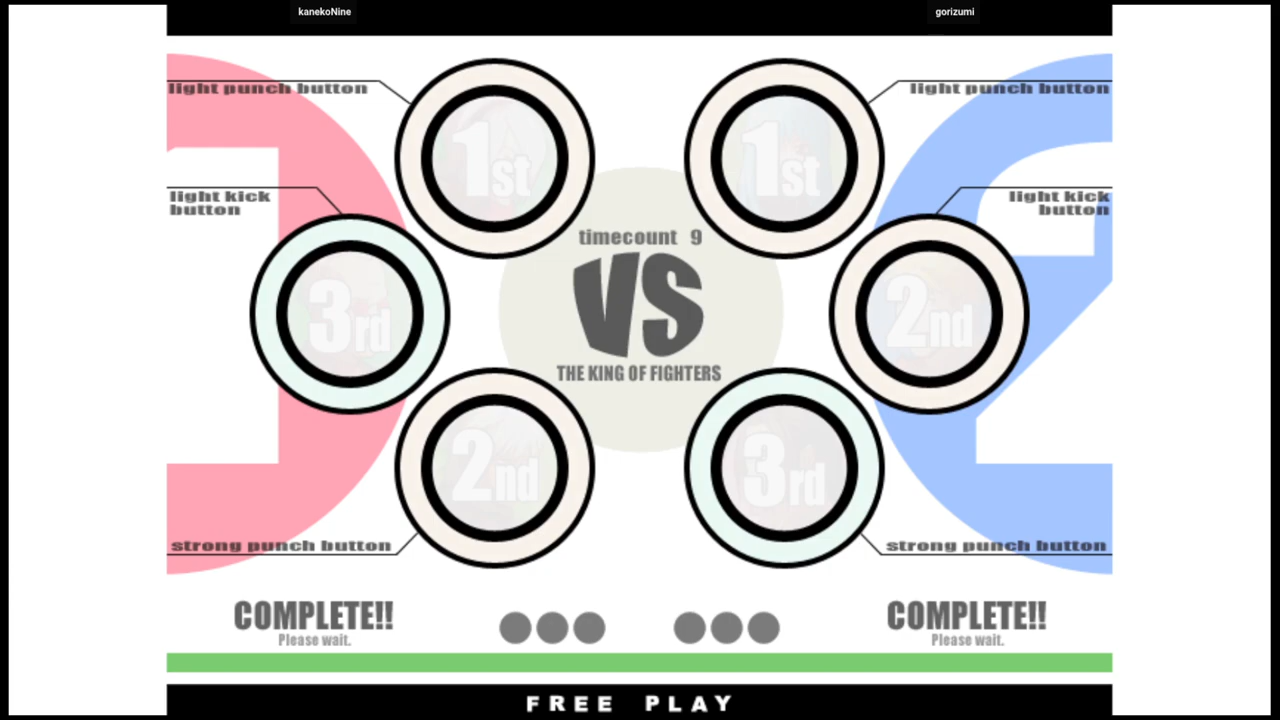 kanekoNine
gorizumi
light punch button
light punch button
1st
1st
light kick
button
light kick
button
timecount 9
VS
THE KING OF FIGHTERS
3rd
2nd
2nd
3rd
strong punch button
strong punch button
COMPLETE!!
Please wait.
COMPLETE!!
Please wait.
FREE PLAY